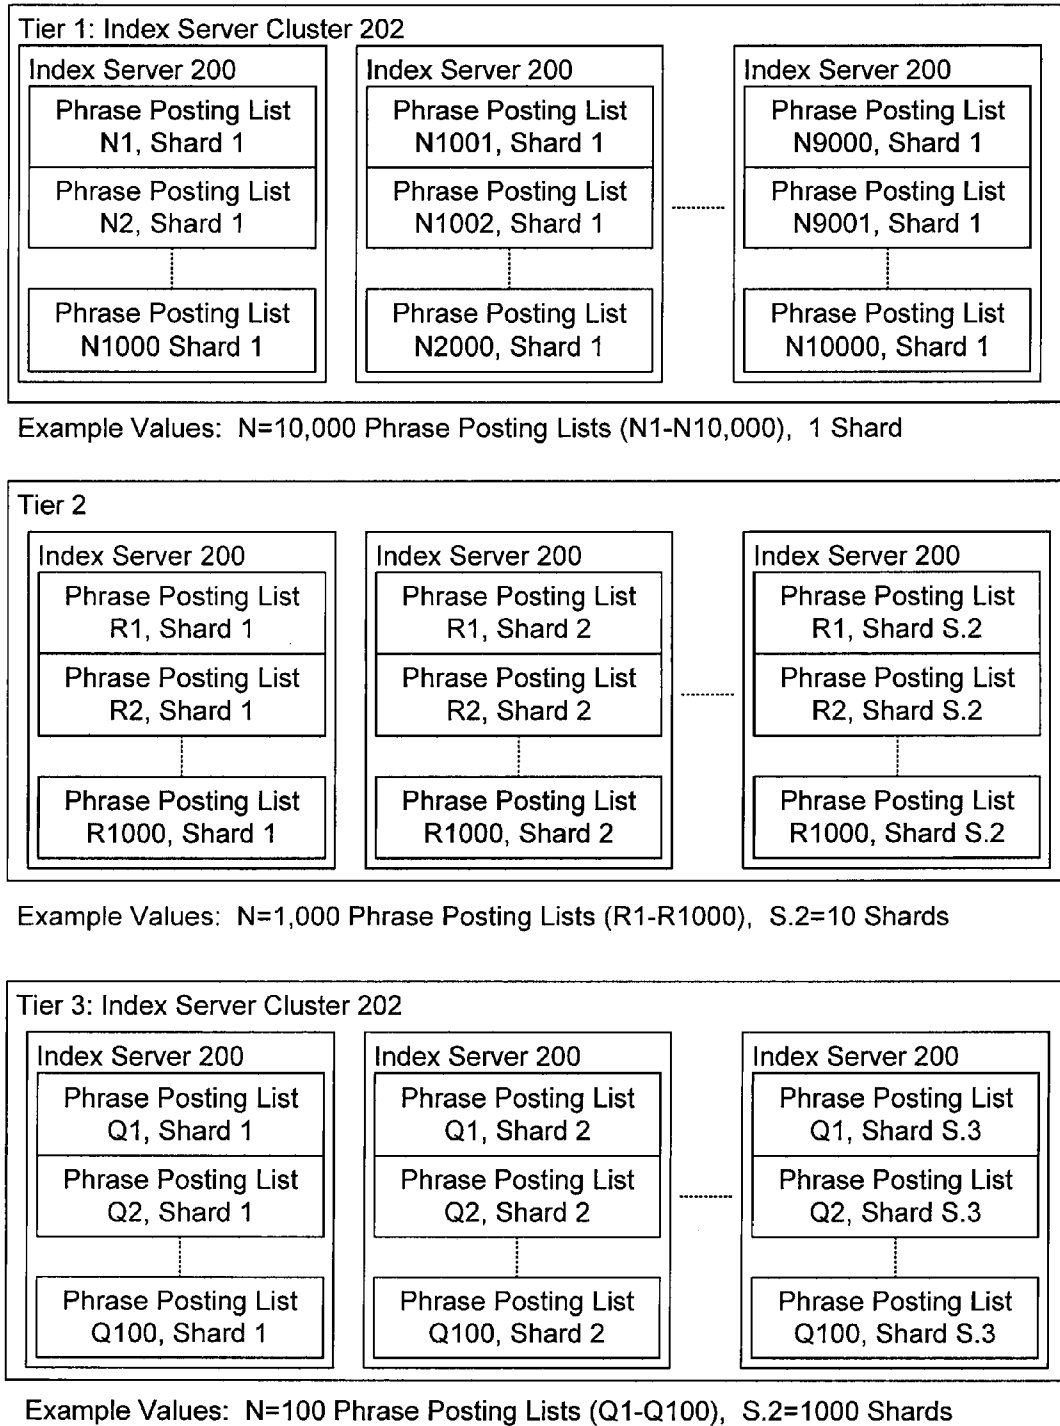 Tier 1: Index Server Cluster 202
Index Server 200
Phrase Posting List
N1, Shard 1
Phrase Posting List
N2, Shard 1
Phrase Posting List
N1000 Shard 1
Index Server 200
Phrase Posting List
N1001, Shard 1
Phrase Posting List
N1002, Shard 1
Phrase Posting List
N2000, Shard 1
Index Server 200
Phrase Posting List
N9000, Shard 1
Phrase Posting List
N9001, Shard 1
Phrase Posting List
N10000, Shard 1
Example Values: N=10,000 Phrase Posting Lists (N1-N10,000), 1 Shard
Tier 2
Index Server 200
Phrase Posting List
R1, Shard 1
Phrase Posting List
R2, Shard 1
Phrase Posting List
R1000, Shard 1
Index Server 200
Phrase Posting List
R1, Shard 2
Phrase Posting List
R2, Shard 2
Phrase Posting List
R1000, Shard 2
Index Server 200
Phrase Posting List
R1, Shard S.2
Phrase Posting List
R2, Shard S.2
Phrase Posting List
R1000, Shard S.2
Example Values: N=1,000 Phrase Posting Lists (R1-R1000), S.2=10 Shards
Tier 3: Index Server Cluster 202
Index Server 200
Phrase Posting List
Q1, Shard 1
Phrase Posting List
Q2, Shard 1
Phrase Posting List
Q100, Shard 1
Index Server 200
Phrase Posting List
Q1, Shard 2
Phrase Posting List
Q2, Shard 2
Phrase Posting List
Q100, Shard 2
Index Server 200
Phrase Posting List
Q1, Shard S.3
Phrase Posting List
Q2, Shard S.3
Phrase Posting List
Q100, Shard S.3
Example Values: N=100 Phrase Posting Lists (Q1-Q100), S.2=1000 Shards